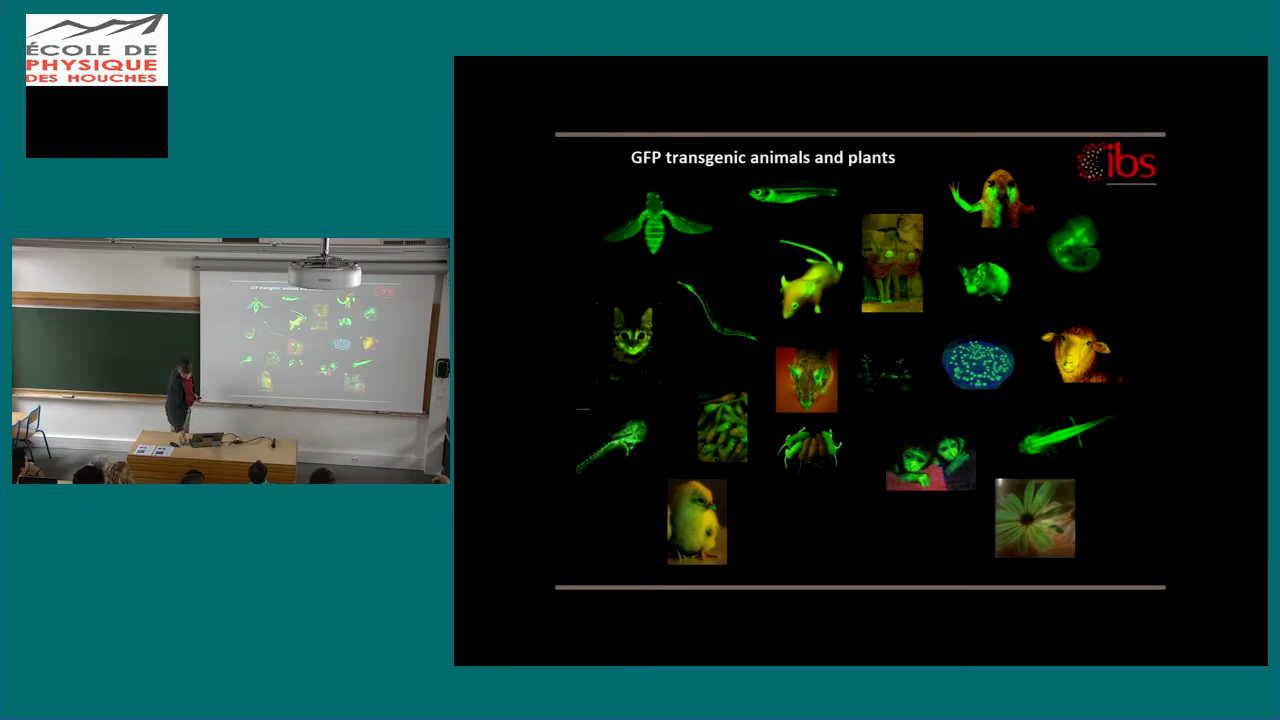 ÉCOLE DE
PHYSIQUE
DES HOUCHES
GFP transgenic animals and plants
ibs